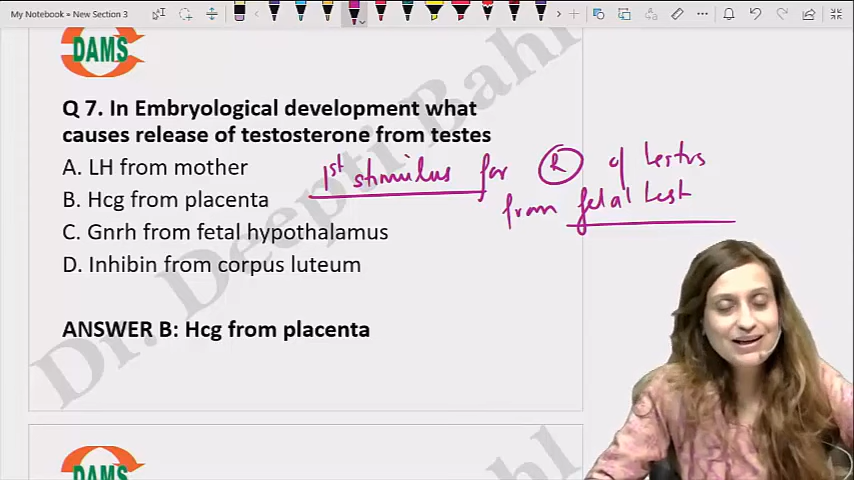 My Notebook » New Section 3
DAMS
Q 7. In Embryological development what
causes release of testosterone from testes
A. LH from mother
B. Hcg from placenta
C. Gnrh from fetal hypothalamus
D. Inhibin from corpus luteum
ANSWER B: Hcg from placenta
1st stimulus for R of
from fetal test
Dr. Deepti Bahl
DAMS